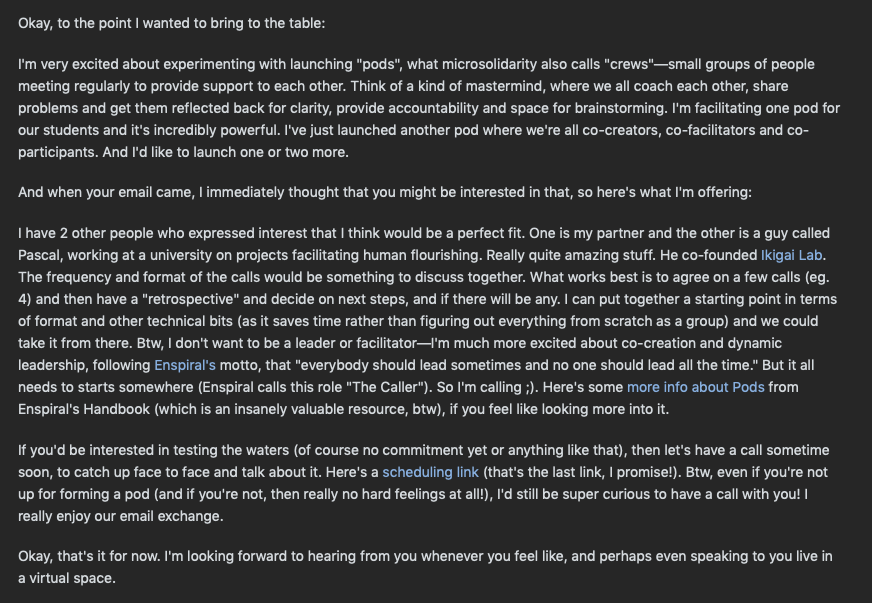 Okay, to the point I wanted to bring to the table:
I'm very excited about experimenting with launching "pods", what microsolidarity also calls "crews"—small groups of people
meeting regularly to provide support to each other. Think of a kind of mastermind, where we all coach each other, share
problems and get them reflected back for clarity, provide accountability and space for brainstorming. I'm facilitating one pod for
our students and it's incredibly powerful. I've just launched another pod where we're all co-creators, co-facilitators and co-
participants. And I'd like to launch one or two more.
And when your email came, I immediately thought that you might be interested in that, so here's what I'm offering:
I have 2 other people who expressed interest that I think would be a perfect fit. One is my partner and the other is a guy called
Pascal, working at a university on projects facilitating human flourishing. Really quite amazing stuff. He co-founded Ikigai Lab.
The frequency and format of the calls would be something to discuss together. What works best is to agree on a few calls (eg.
4) and then have a "retrospective" and decide on next steps, and if there will be any. I can put together a starting point in terms
of format and other technical bits (as it saves time rather than figuring out everything from scratch as a group) and we could
take it from there. Btw, I don't want to be a leader or facilitator—I'm much more excited about co-creation and dynamic
leadership, following Enspiral's motto, that "everybody should lead sometimes and no one should lead all the time." But it all
needs to starts somewhere (Enspiral calls this role "The Caller"). So I'm calling ;). Here's some more info about Pods from
Enspiral's Handbook (which is an insanely valuable resource, btw), if you feel like looking more into it.
If you'd be interested in testing the waters (of course no commitment yet or anything like that), then let's have a call sometime
soon, to catch up face to face and talk about it. Here's a scheduling link (that's the last link, I promise!). Btw, even if you're not
up for forming a pod (and if you're not, then really no hard feelings at all!), I'd still be super curious to have a call with you! I
really enjoy our email exchange.
Okay, that's it for now. I'm looking forward to hearing from you whenever you feel like, and perhaps even speaking to you live in
a virtual space.